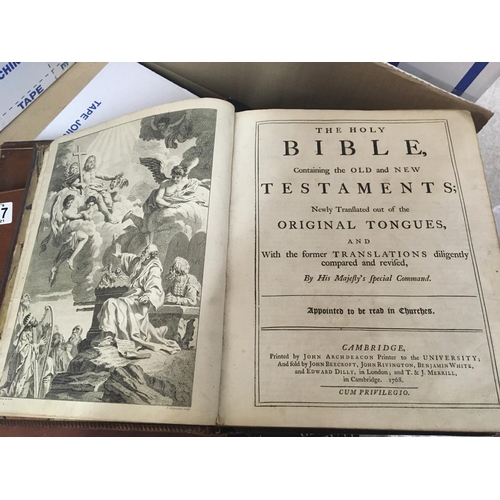 THE HOLY
BIBLE,
Containing the OLD and NEW
TESTAMENTS;
Newly Tranſlated out of the
ORIGINAL TONGUES,
AND
With the former TRANSLATIONS diligently
compared and reviſed,
By His Majeſty's ſpecial Command.
Appointed to be read in Churches.
CAMBRIDGE,
Printed by JOHN ARCHDEACON Printer to the UNIVERSITY;
And ſold by JOHN BEECROFT, JOHN RIVINGTON, BENJAMIN WHITE,
and EDWARD DILLY, in London; and T. & J. MERRILL,
in Cambridge. 1768.
CUM PRIVILEGIO.
TAPE
TAPE JOIN
7